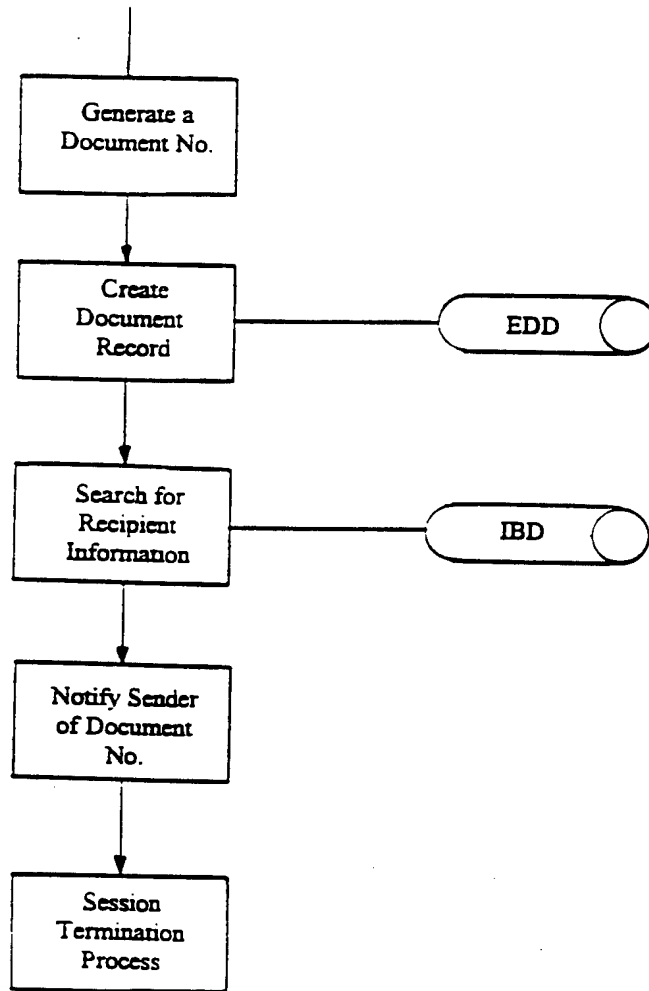 Generate a
Document No.
Create
Document
Record
EDD
Search for
Recipient
Information
IBD
Notify Sender
of Document
No.
Session
Termination
Process